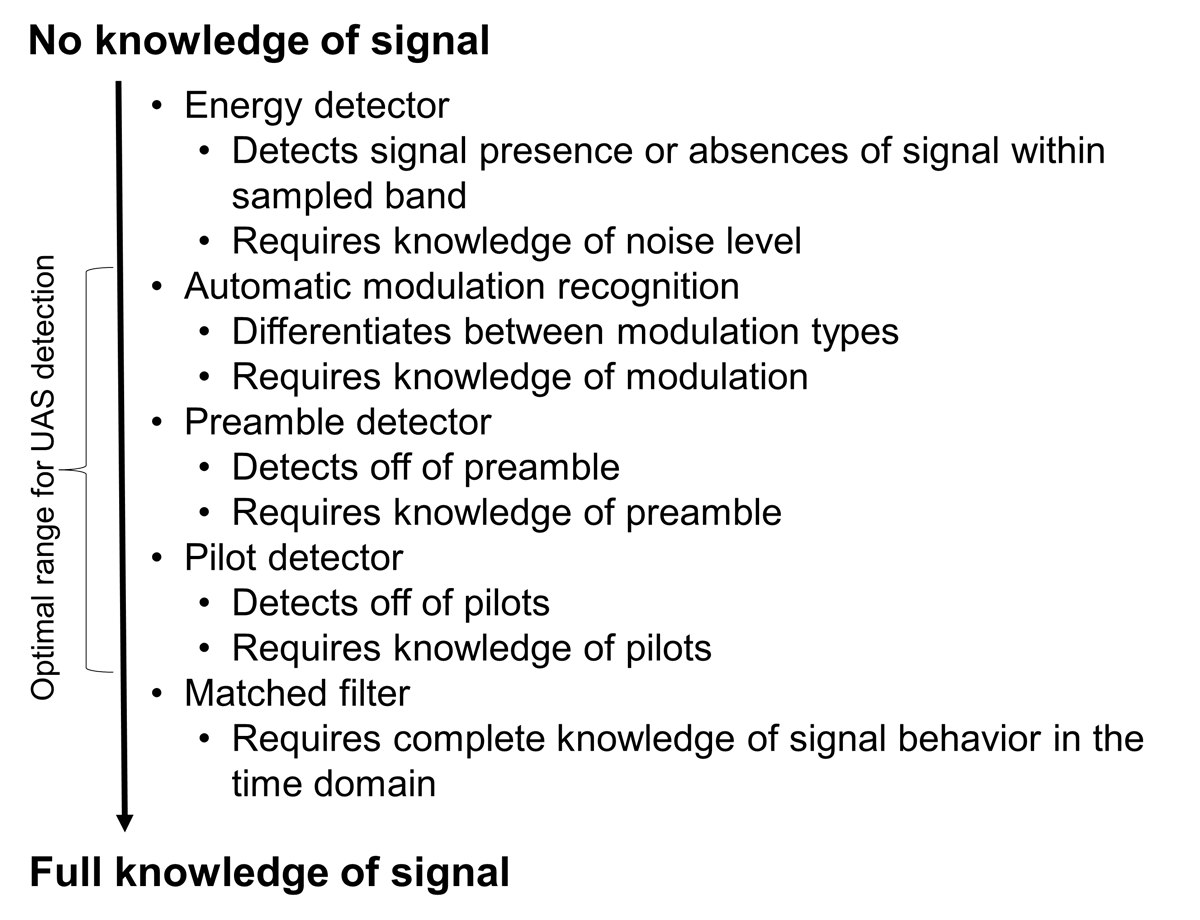 No knowledge of signal
• Energy detector
• Detects signal presence or absences of signal within
sampled band
• Requires knowledge of noise level
• Automatic modulation recognition
• Differentiates between modulation types
• Requires knowledge of modulation
• Preamble detector
• Detects off of preamble
• Requires knowledge of preamble
• Pilot detector
• Detects off of pilots
• Requires knowledge of pilots
• Matched filter
• Requires complete knowledge of signal behavior in the
time domain
Full knowledge of signal
Optimal range for UAS detection